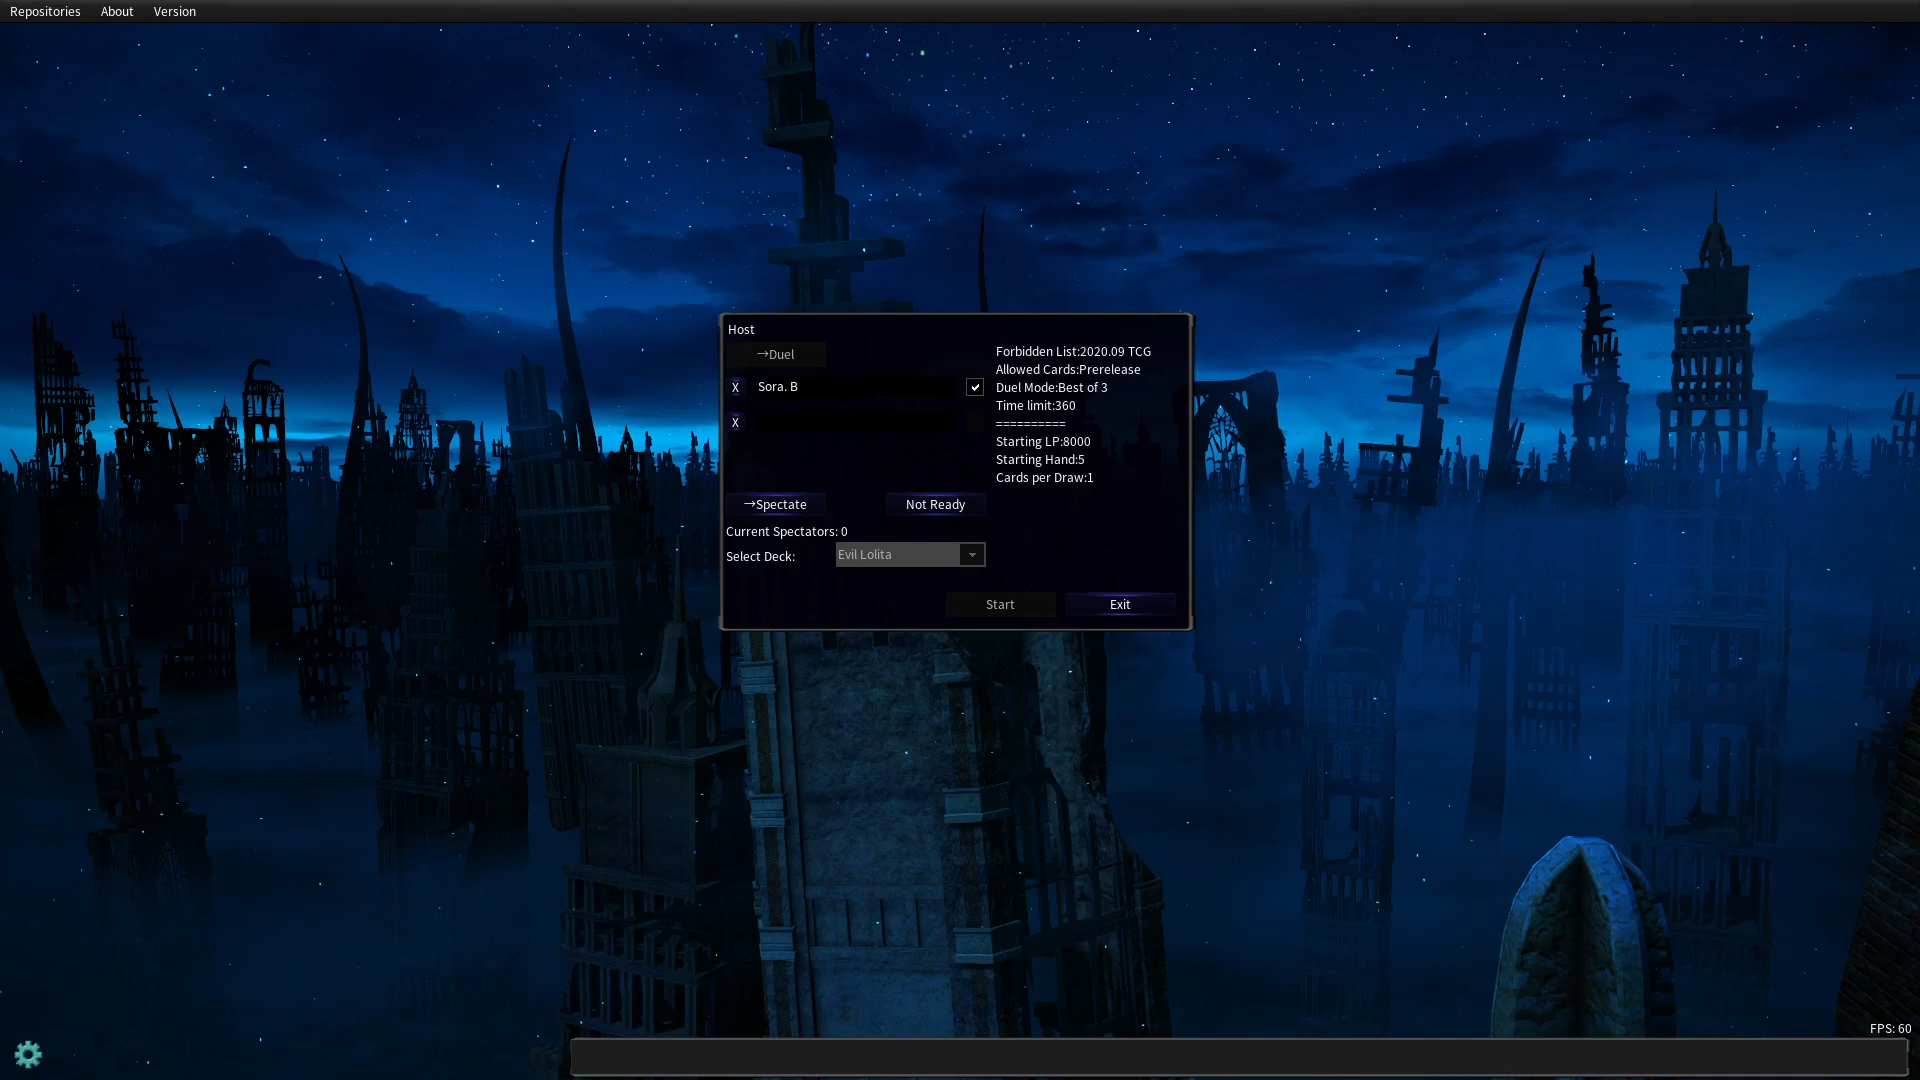 Repositories About Version
Host
→Duel
X Sora. B
X
→Spectate Not Ready
Current Spectators: 0
Select Deck: Evil Lolita
Forbidden List:2020.09 TCG
Allowed Cards:Prerelease
Duel Mode:Best of 3
Time limit:360
==========
Starting LP:8000
Starting Hand:5
Cards per Draw:1
Start Exit
FPS: 60